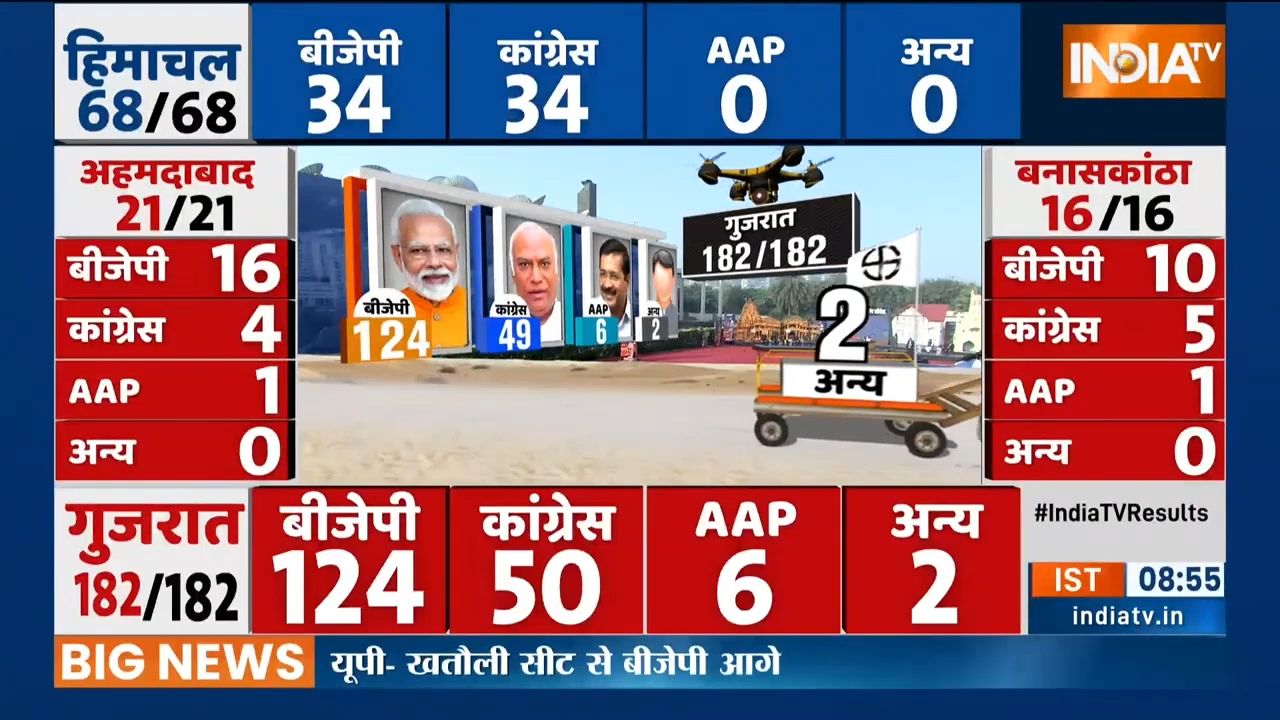 हिमाचल
68/68
बीजेपी
34
कांग्रेस
34
AAP
0
अन्य
0
INDIA TV
अहमदाबाद
21/21
बीजेपी 16
कांग्रेस 4
AAP 1
अन्य 0
बीजेपी
124
कांग्रेस
49
AAP
6
अन्य
2
गुजरात
182/182
2
अन्य
बनासकांठा
16/16
बीजेपी 10
कांग्रेस 5
AAP 1
अन्य 0
गुजरात
182/182
बीजेपी
124
कांग्रेस
50
AAP
6
अन्य
2
#IndiaTVResults
IST 08:55
indiatv.in
BIG NEWS यूपी- खतौली सीट से बीजेपी आगे